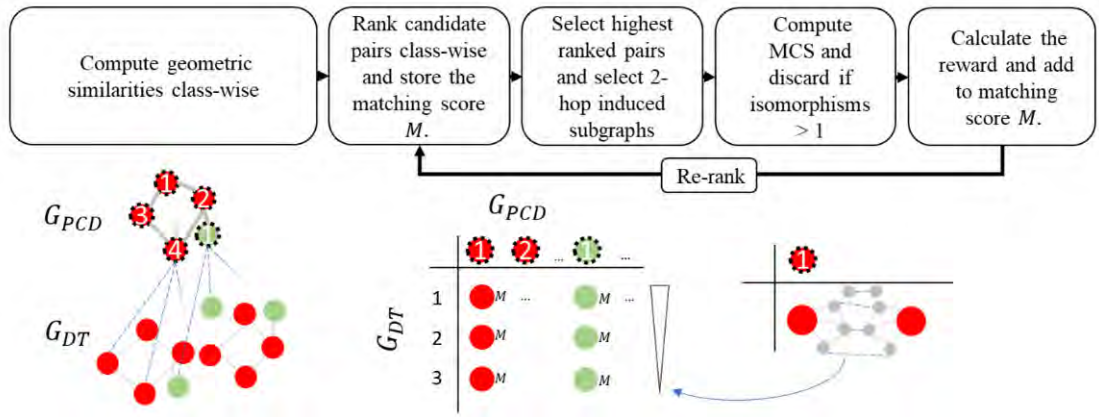 Compute geometric
similarities class-wise
Rank candidate
pairs class-wise
and store the
matching score
M.
Select highest
ranked pairs
and select 2-
hop induced
subgraphs
Compute
MCS and
discard if
isomorphisms
> 1
Calculate the
reward and add
to matching
score M.
Re-rank
G_PCD
1
2
3
1
4
G_DT
G_PCD
1
2
...
1
...
G_DT
1
M
...
M
...
2
M
M
3
M
M
1